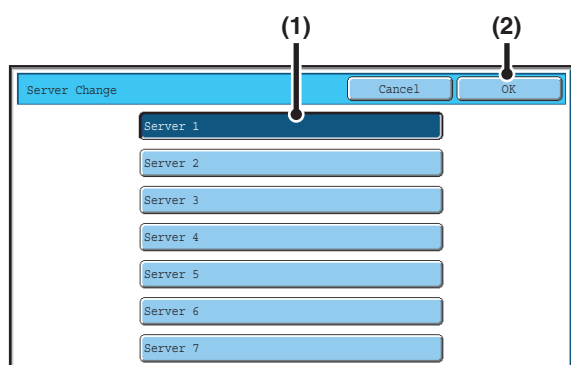 (1) (2)
Server Change Cancel OK
Server 1
Server 2
Server 3
Server 4
Server 5
Server 6
Server 7